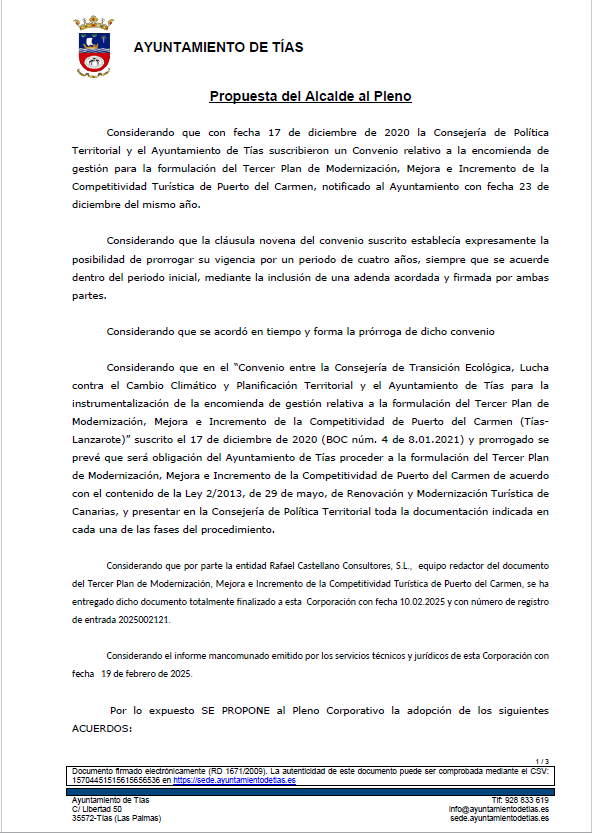 AYUNTAMIENTO DE TÍAS
Propuesta del Alcalde al Pleno
Considerando que con fecha 17 de diciembre de 2020 la Consejería de Política
Territorial y el Ayuntamiento de Tías suscribieron un Convenio relativo a la encomienda de
gestión para la formulación del Tercer Plan de Modernización, Mejora e Incremento de la
Competitividad Turística de Puerto del Carmen, notificado al Ayuntamiento con fecha 23 de
diciembre del mismo año.
Considerando que la cláusula novena del convenio suscrito establecía expresamente la
posibilidad de prorrogar su vigencia por un periodo de cuatro años, siempre que se acuerde
dentro del periodo inicial, mediante la inclusión de una adenda acordada y firmada por ambas
partes.
Considerando que se acordó en tiempo y forma la prórroga de dicho convenio
Considerando que en el “Convenio entre la Consejería de Transición Ecológica, Lucha
contra el Cambio Climático y Planificación Territorial y el Ayuntamiento de Tías para la
instrumentalización de la encomienda de gestión relativa a la formulación del Tercer Plan de
Modernización, Mejora e Incremento de la Competitividad de Puerto del Carmen (Tías-
Lanzarote)” suscrito el 17 de diciembre de 2020 (BOC núm. 4 de 8.01.2021) y prorrogado se
prevé que será obligación del Ayuntamiento de Tías proceder a la formulación del Tercer Plan
de Modernización, Mejora e Incremento de la Competitividad de Puerto del Carmen de acuerdo
con el contenido de la Ley 2/2013, de 29 de mayo, de Renovación y Modernización Turística de
Canarias, y presentar en la Consejería de Política Territorial toda la documentación indicada en
cada una de las fases del procedimiento.
Considerando que por parte la entidad Rafael Castellano Consultores, S.L., equipo redactor del documento
del Tercer Plan de Modernización, Mejora e Incremento de la Competitividad Turística de Puerto del Carmen, se ha
entregado dicho documento totalmente finalizado a esta Corporación con fecha 10.02.2025 y con número de registro
de entrada 2025002121.
Considerando el informe mancomunado emitido por los servicios técnicos y jurídicos de esta Corporación con
fecha 19 de febrero de 2025.
Por lo expuesto SE PROPONE al Pleno Corporativo la adopción de los siguientes
ACUERDOS:
1 / 3
Documento firmado electrónicamente (RD 1671/2009). La autenticidad de este documento puede ser comprobada mediante el CSV:
15704451515615656536 en https://sede.ayuntamientodetias.es
Ayuntamiento de Tías
C/ Libertad 50
35572-Tías (Las Palmas)
Tlf: 928 833 619
info@ayuntamientodetias.es
sede.ayuntamientodetias.es